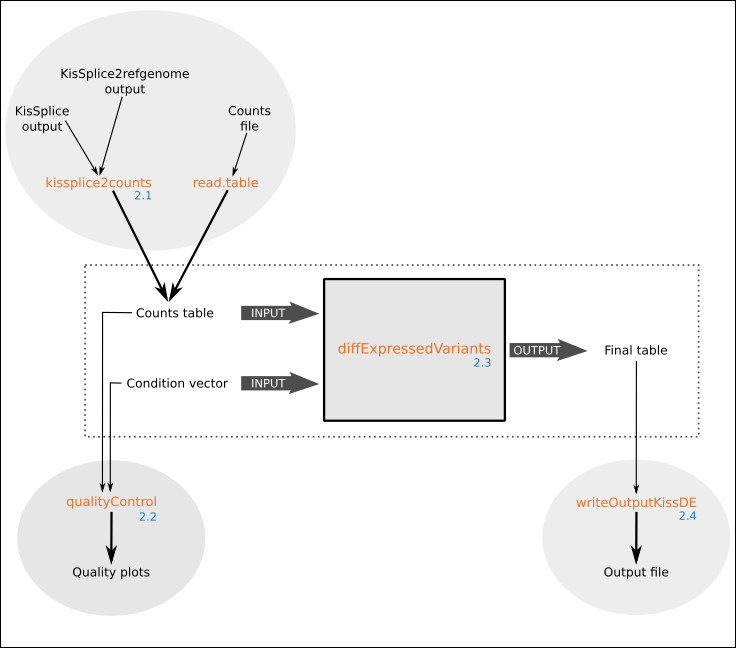 KisSplice2refgenome
output
KisSplice
output
Counts
file
kissplice2counts
2.1
read.table
Counts table
INPUT
diffExpressedVariants
2.3
OUTPUT
Final table
Condition vector
INPUT
qualityControl
2.2
Quality plots
writeOutputKissDE
2.4
Output file